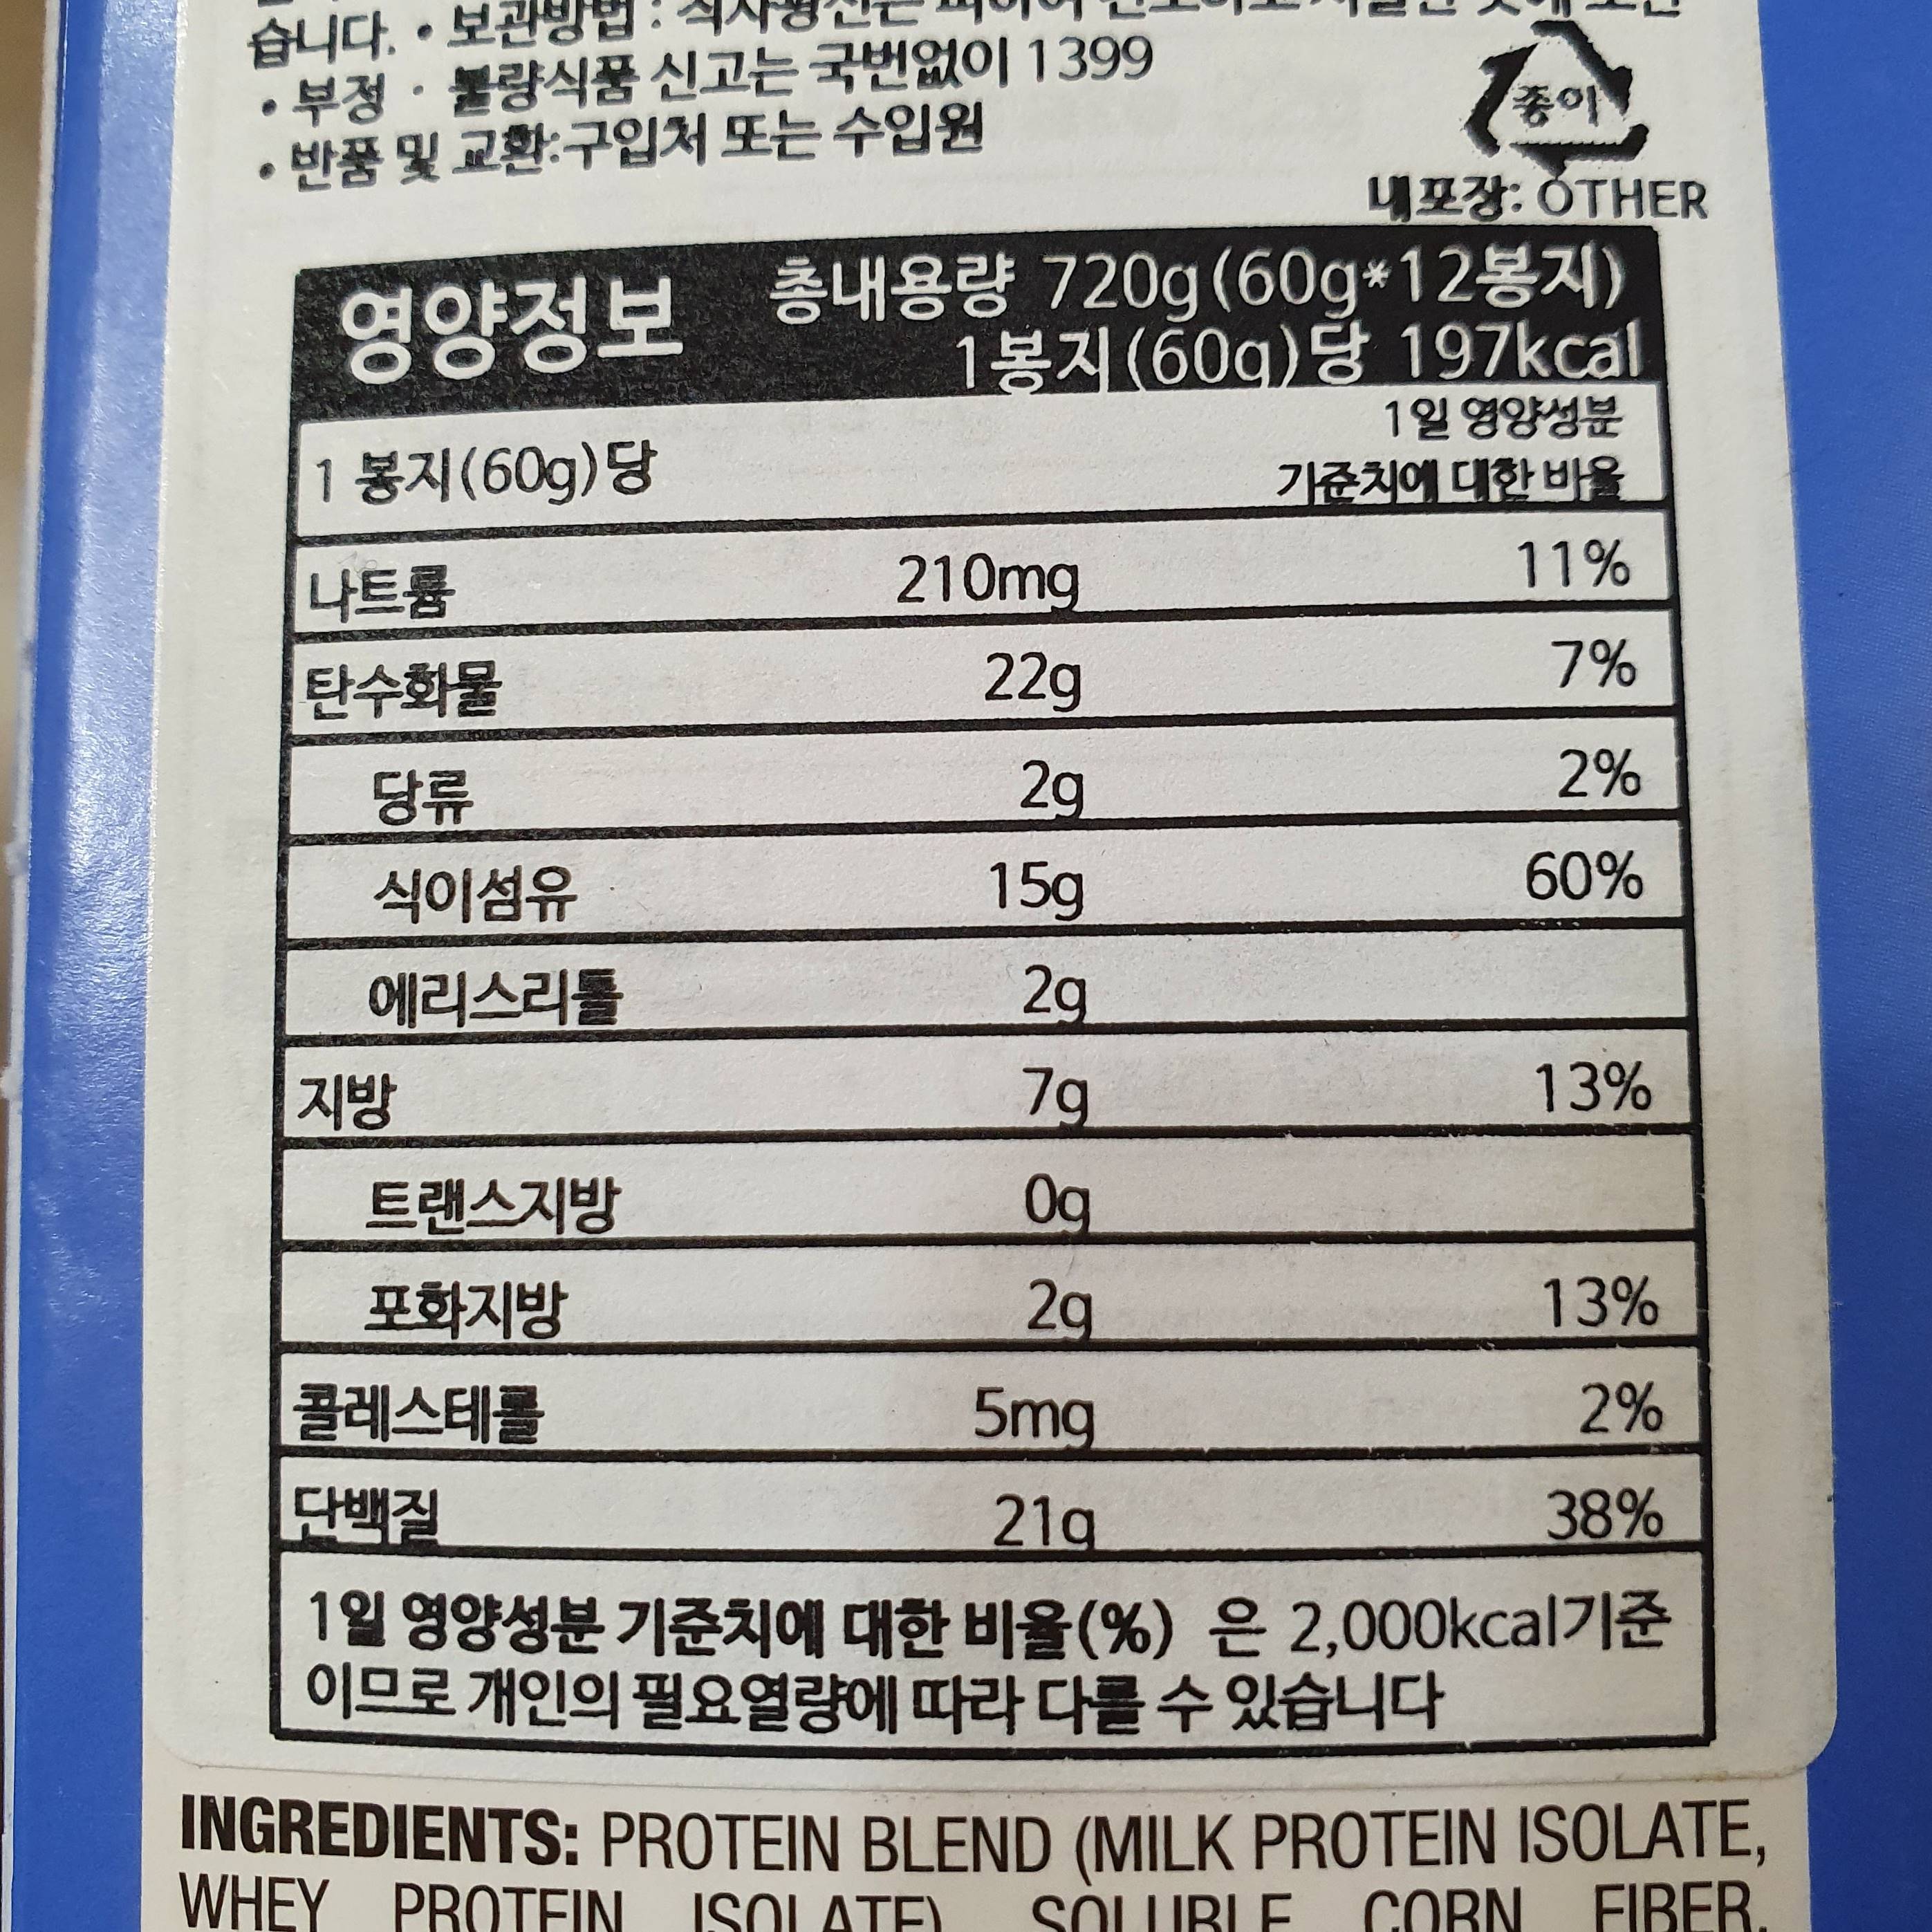 습니다. • 보관방법 :
• 부정 · 불량식품 신고는 국번없이 1399
• 반품 및 교환:구입처 또는 수입원
종이
내포장: OTHER
영양정보 총내용량 720g(60g*12봉지)
1봉지(60g)당 197kcal
1 봉지(60g)당 1일 영양성분
기준치에 대한 비율
나트륨 210mg 11%
탄수화물 22g 7%
당류 2g 2%
식이섬유 15g 60%
에리스리톨 2g
지방 7g 13%
트랜스지방 0g
포화지방 2g 13%
콜레스테롤 5mg 2%
단백질 21g 38%
1일 영양성분 기준치에 대한 비율(%) 은 2,000kcal기준
이므로 개인의 필요열량에 따라 다를 수 있습니다
INGREDIENTS: PROTEIN BLEND (MILK PROTEIN ISOLATE,
WHEY PROTEIN ISOLATE), SOLUBLE CORN FIBER,